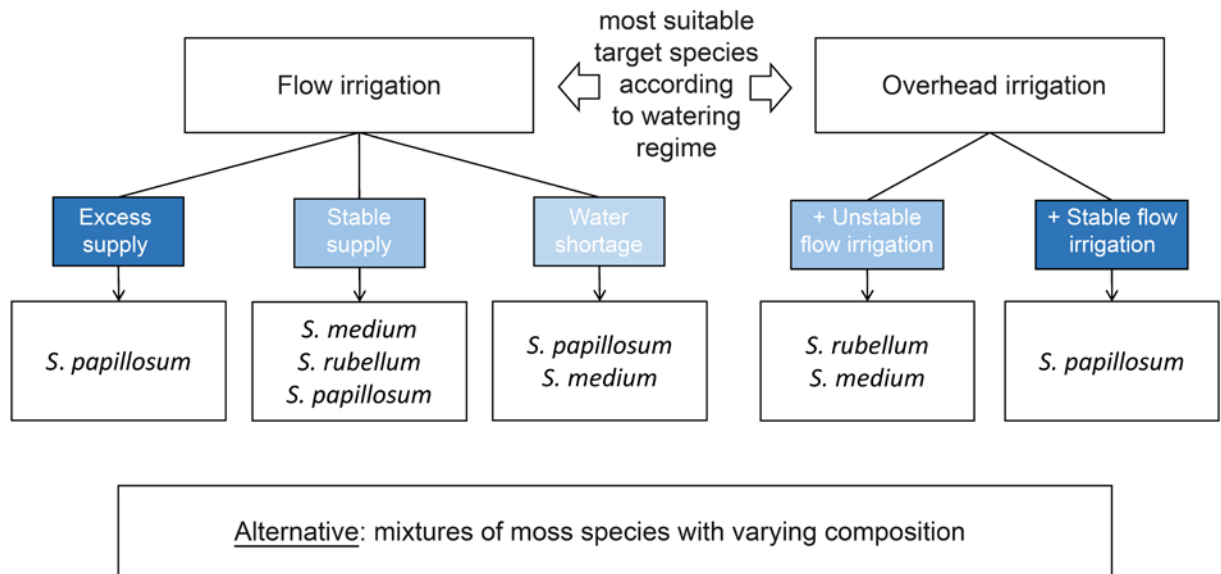 most suitable
target species
according
to watering
regime
Flow irrigation
Overhead irrigation
Excess
supply
Stable
supply
Water
shortage
+ Unstable
flow irrigation
+ Stable flow
irrigation
S. papillosum
S. medium
S. rubellum
S. papillosum
S. papillosum
S. medium
S. rubellum
S. medium
S. papillosum
Alternative: mixtures of moss species with varying composition